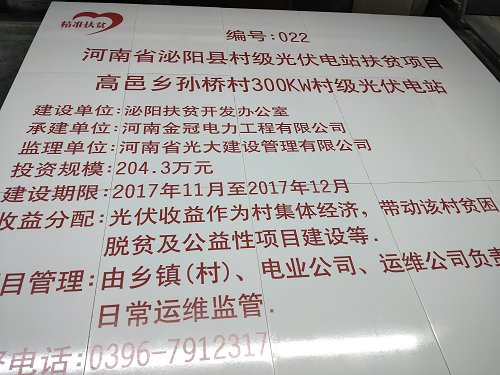 精准扶贫
编号:022
河南省泌阳县村级光伏电站扶贫项目
高邑乡孙桥村300KW村级光伏电站
建设单位:泌阳扶贫开发办公室
承建单位:河南金冠电力工程有限公司
监理单位:河南省光大建设管理有限公司
投资规模:204.3万元
建设期限:2017年11月至2017年12月
收益分配:光伏收益作为村集体经济，带动该村贫困
脱贫及公益性项目建设等.
目管理:由乡镇(村)、电业公司、运维公司负责
日常运维监管.
电话:0396-7912317